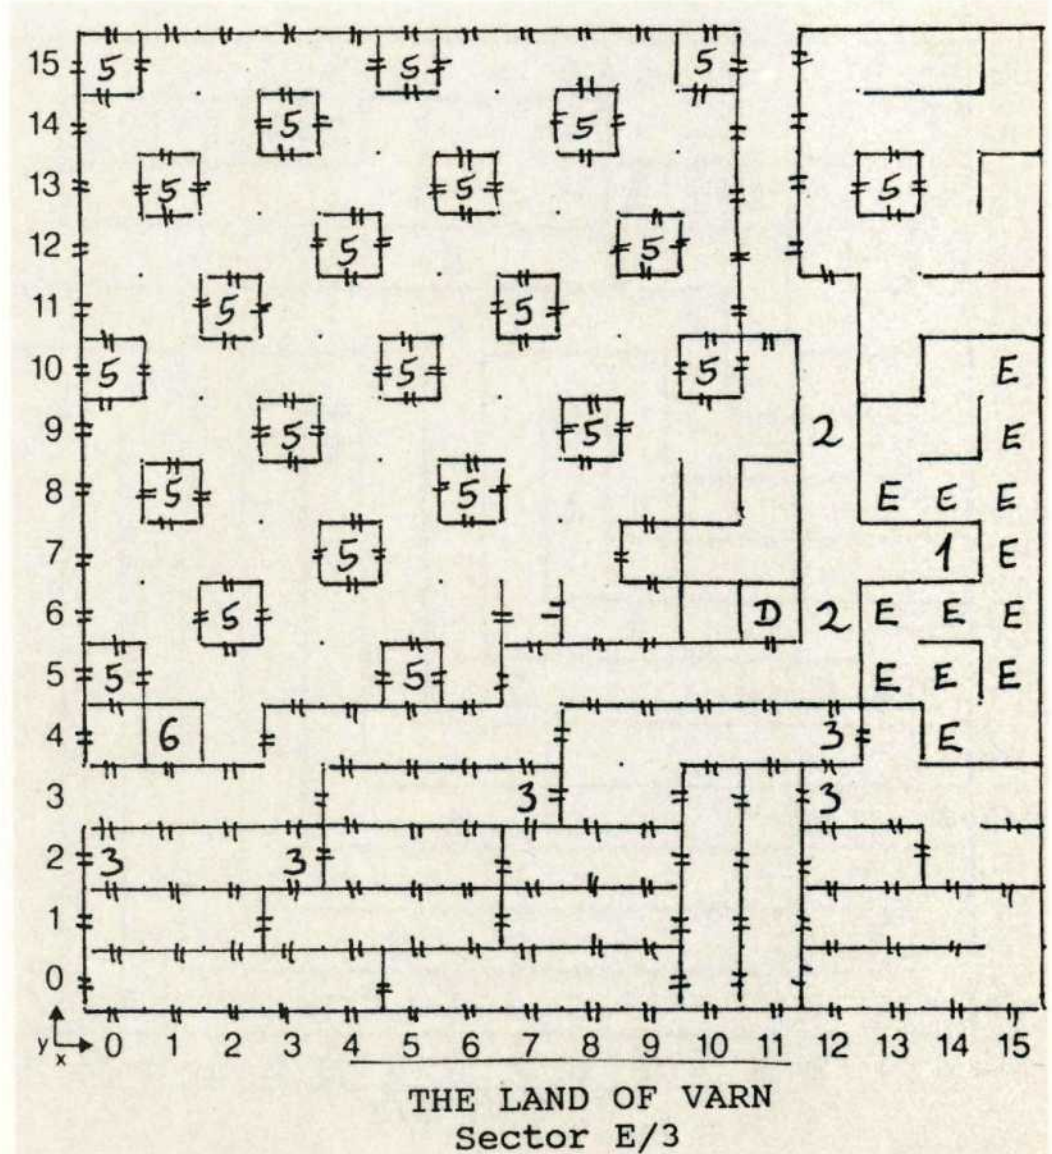 15 5 5 5
14 5 5
13 5 5 5
12 5 5
11 5 5
10 5 5 5 E
9 5 5 2 E
8 5 5 E E E
7 5 1 E
6 5 D 2 E E E
5 5 5 E E E
4 6 3 E
3 3 3
2 3 3
1
0
y x 0 1 2 3 4 5 6 7 8 9 10 11 12 13 14 15
THE LAND OF VARN
Sector E/3